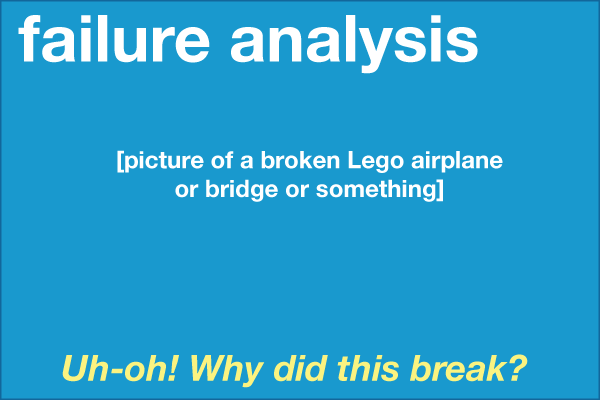 failure analysis
[picture of a broken Lego airplane
or bridge or something]
Uh-oh! Why did this break?